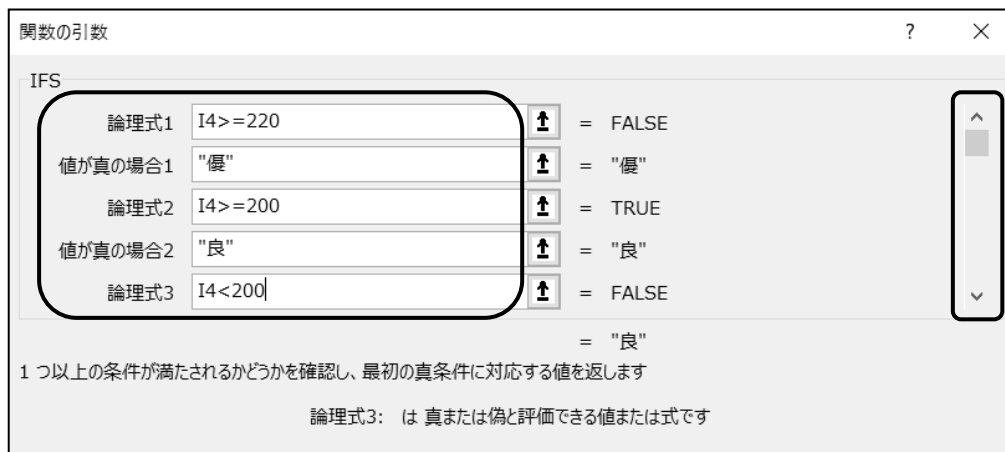 関数の引数 ? ×
IFS
論理式1 I4>=220 = FALSE
値が真の場合1 "優" = "優"
論理式2 I4>=200 = TRUE
値が真の場合2 "良" = "良"
論理式3 I4<200 = FALSE
= "良"
1 つ以上の条件が満たされるかどうかを確認し、最初の真条件に対応する値を返します
論理式3: は 真または偽と評価できる値または式です